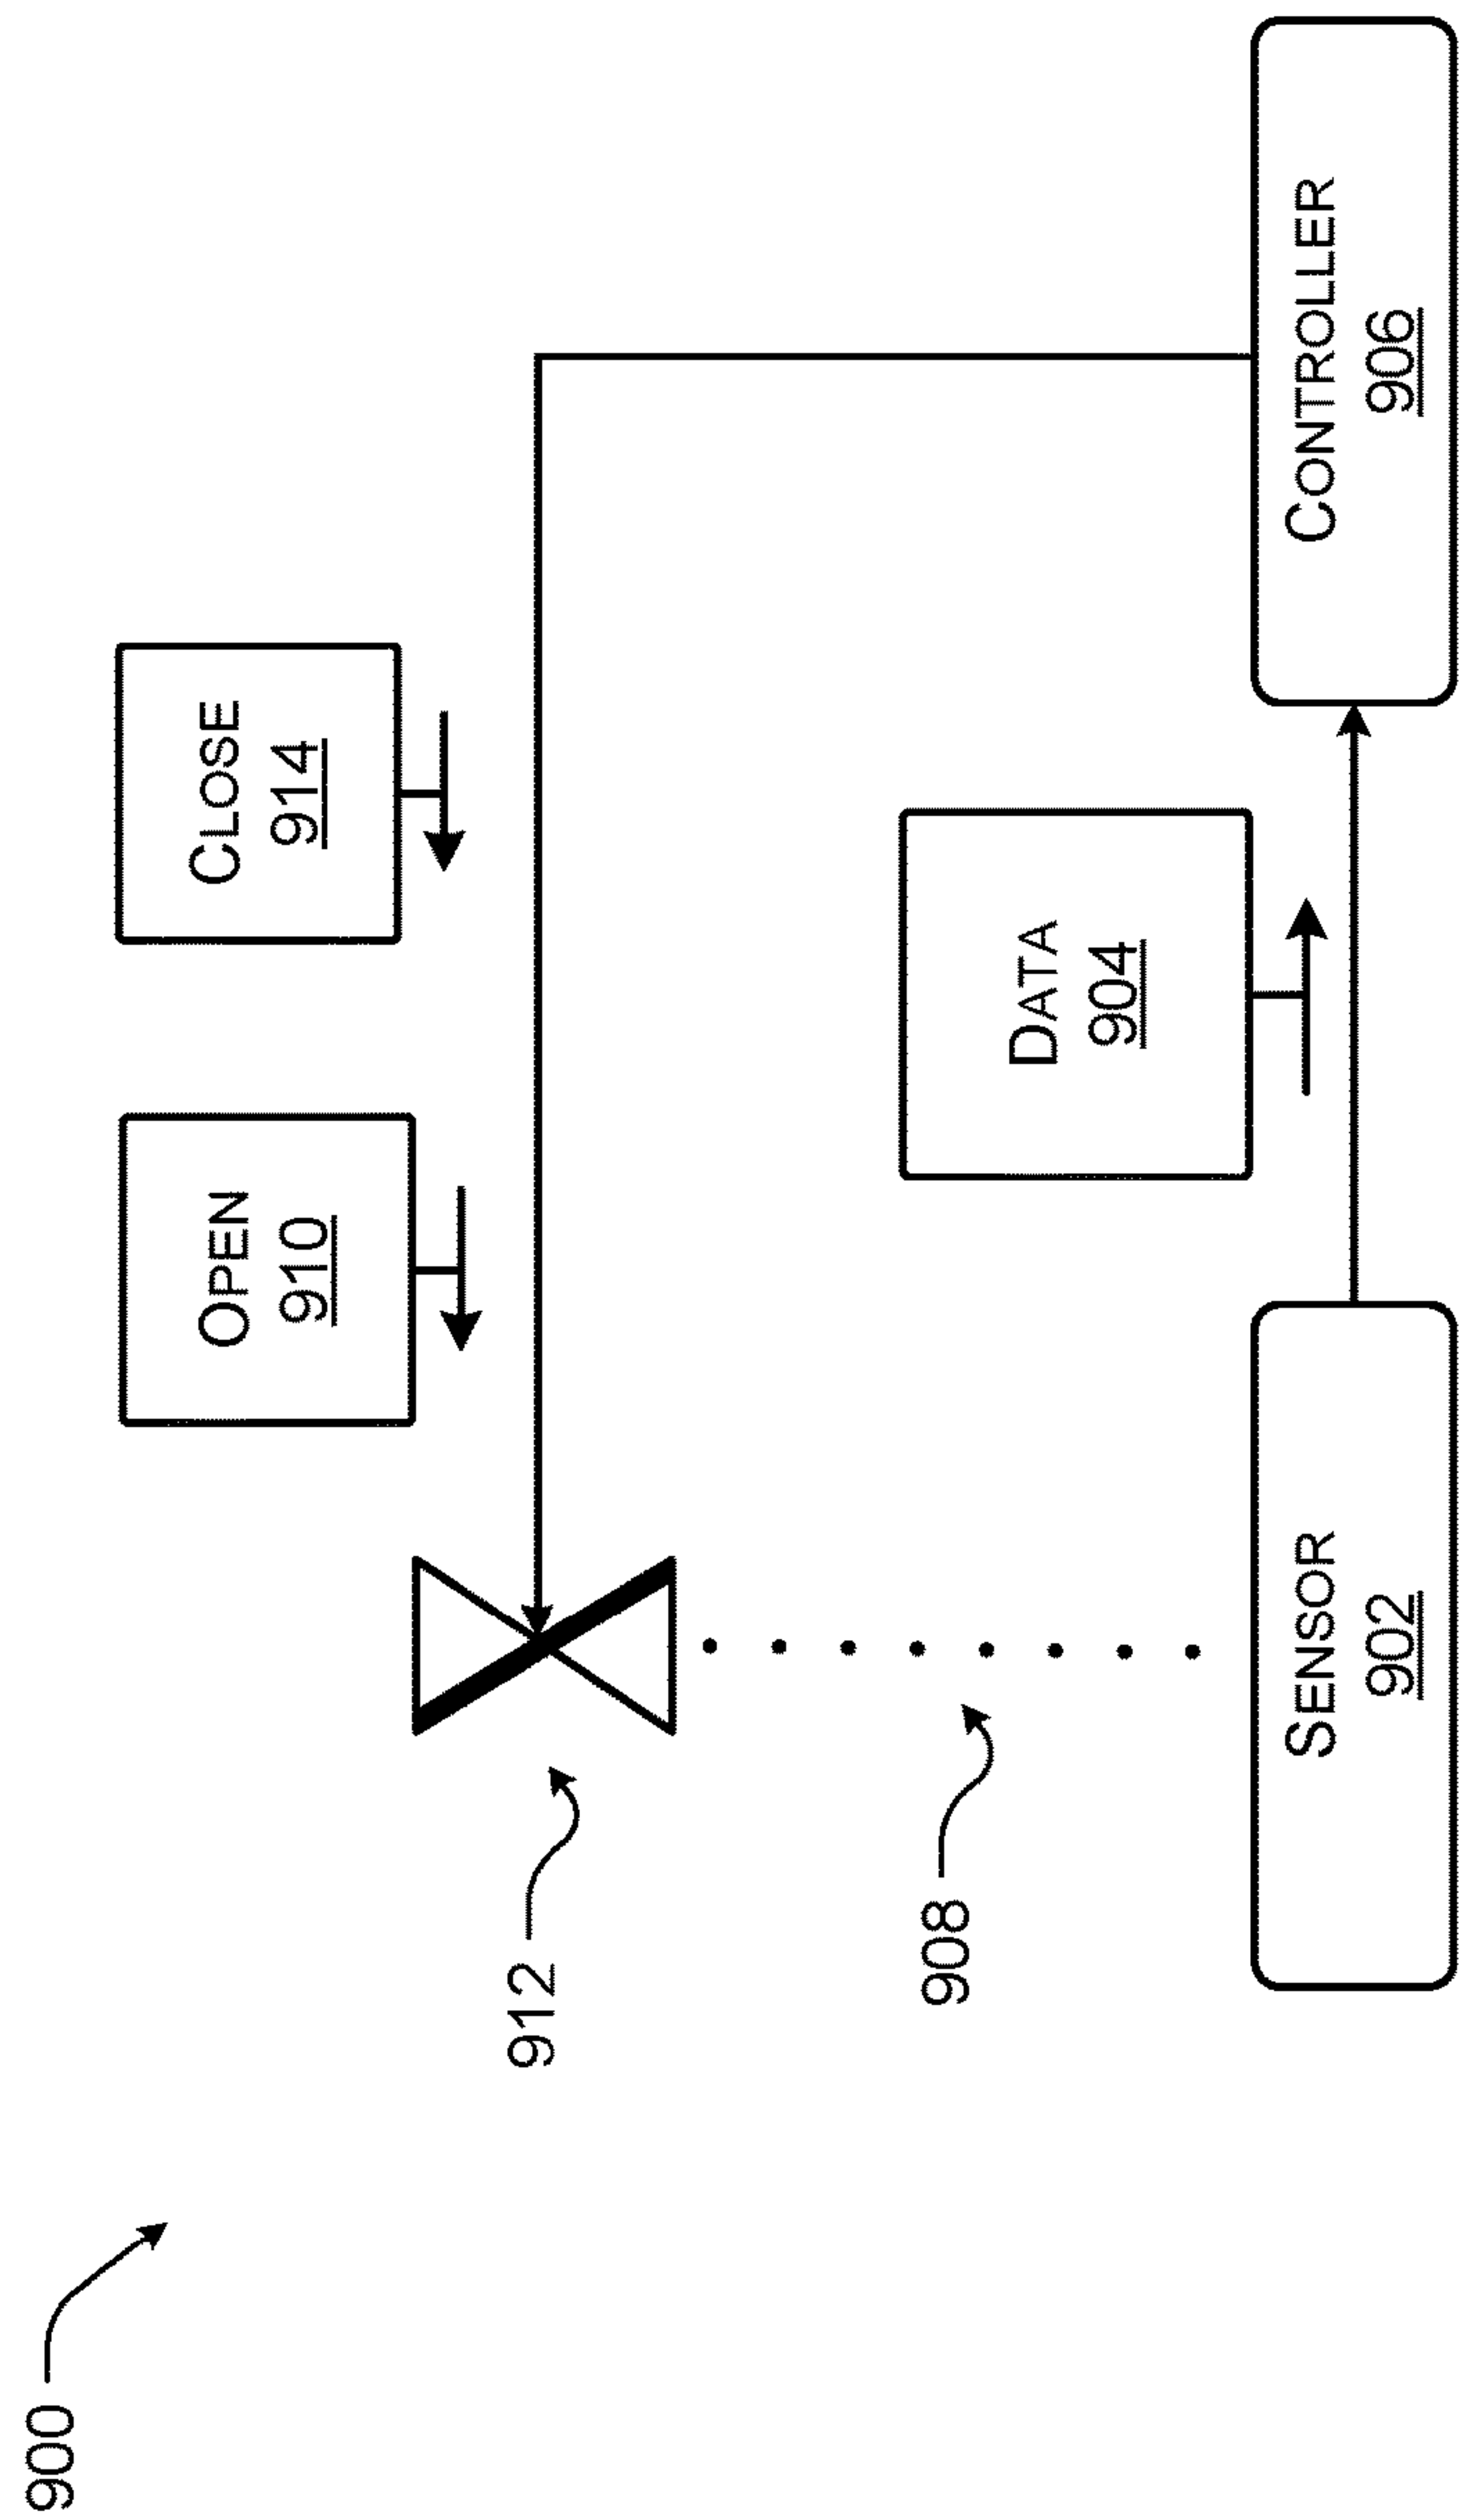 900
OPEN
910
CLOSE
914
912
908
DATA
904
SENSOR
902
CONTROLLER
906